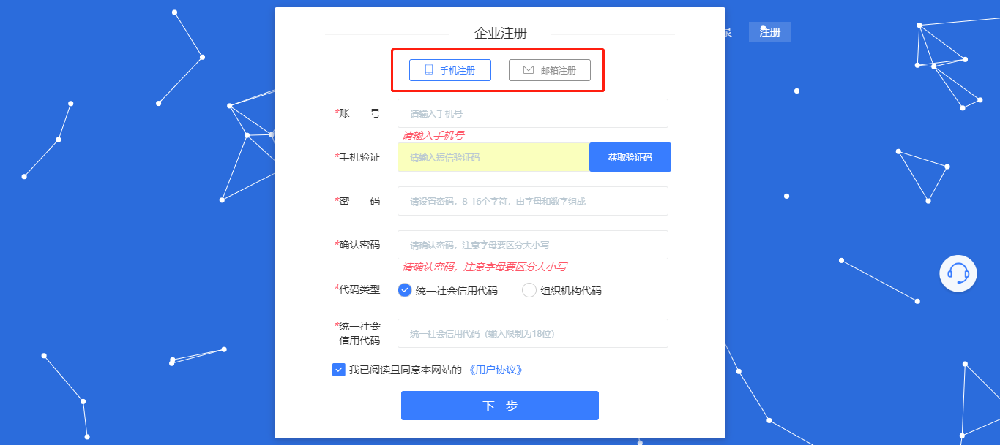 企业注册
录 注册
手机注册 邮箱注册
*账 号 请输入手机号
请输入手机号
*手机验证 请输入短信验证码 获取验证码
*密 码 请设置密码，8-16个字符，由字母和数字组成
*确认密码 请确认密码，注意字母要区分大小写
请确认密码，注意字母要区分大小写
*代码类型 统一社会信用代码 组织机构代码
*统一社会
信用代码 统一社会信用代码（输入限制为18位）
我已阅读且同意本网站的《用户协议》
下一步